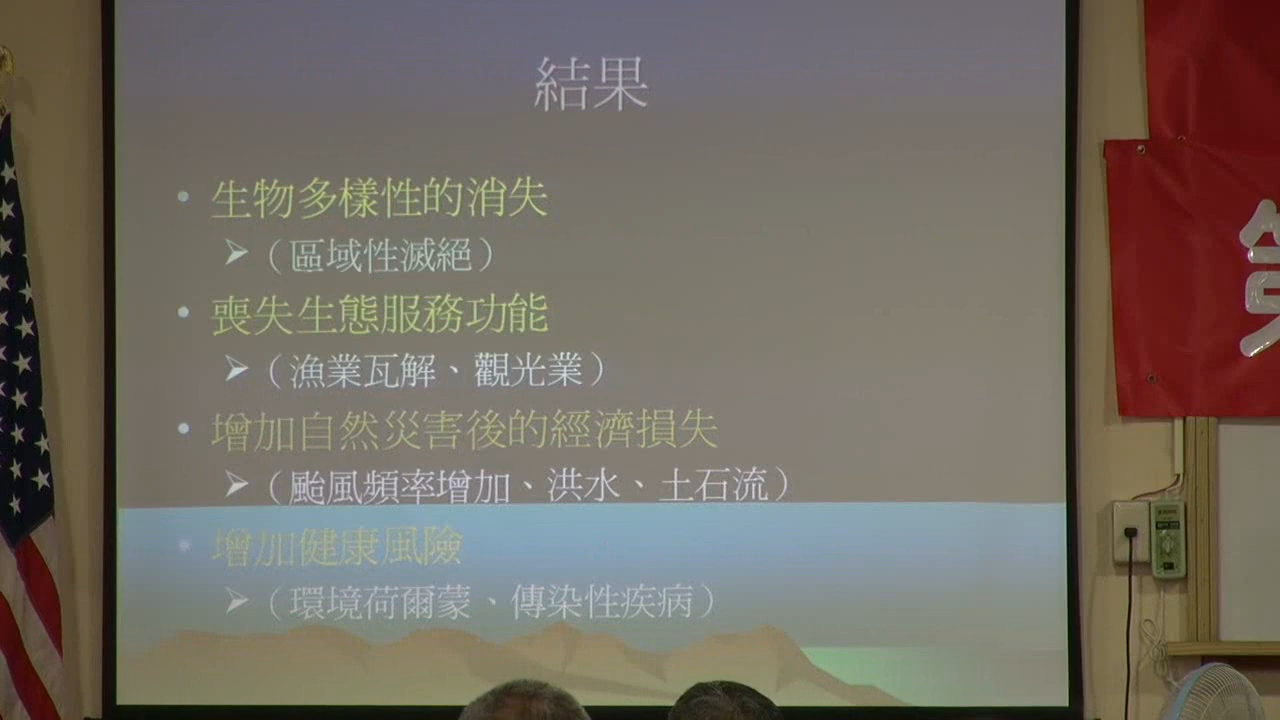 結果
• 生物多樣性的消失
➢（區域性滅絕）
• 喪失生態服務功能
➢（漁業瓦解、觀光業）
• 增加自然災害後的經濟損失
➢（颱風頻率增加、洪水、土石流）
• 增加健康風險
➢（環境荷爾蒙、傳染性疾病）